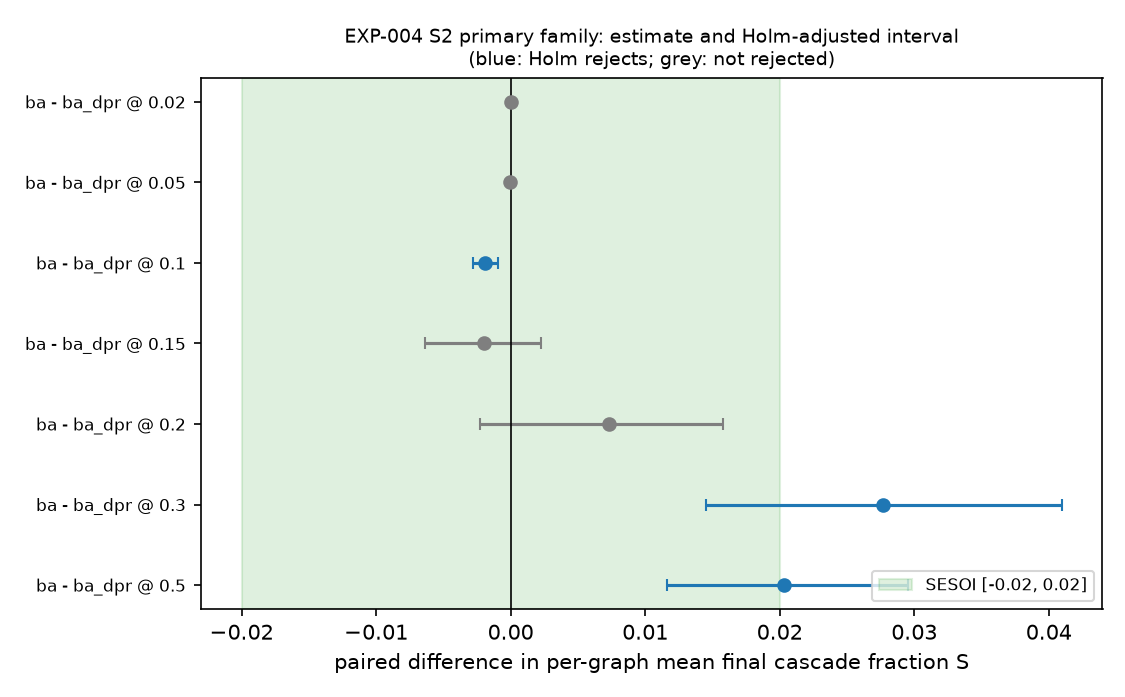 EXP-004 S2 primary family: estimate and Holm-adjusted interval
(blue: Holm rejects; grey: not rejected)
ba - ba_dpr @ 0.02
ba - ba_dpr @ 0.05
ba - ba_dpr @ 0.1
ba - ba_dpr @ 0.15
ba - ba_dpr @ 0.2
ba - ba_dpr @ 0.3
ba - ba_dpr @ 0.5
SESOI [-0.02, 0.02]
−0.02 −0.01 0.00 0.01 0.02 0.03 0.04
paired difference in per-graph mean final cascade fraction S